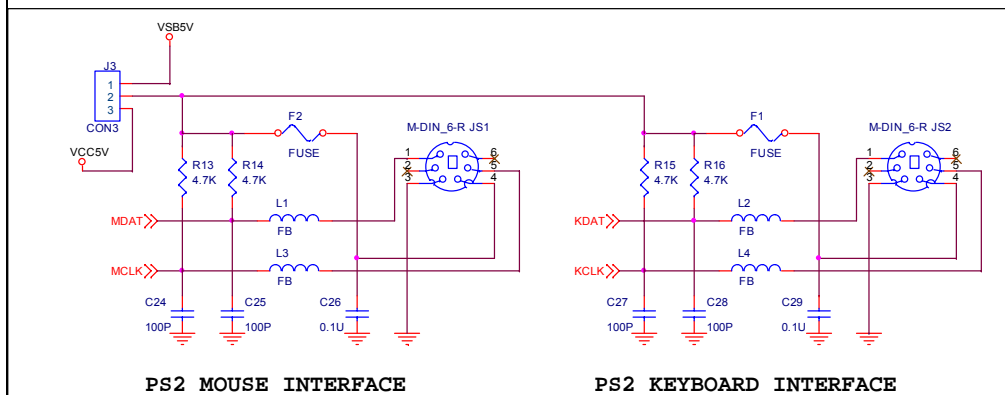 VSB5V
J3
1
2
3
CON3
VCC5V
F2
FUSE
M-DIN_6-R JS1
1
2
3
6
5
4
R13
4.7K
R14
4.7K
L1
FB
MDAT
L3
FB
MCLK
C24
100P
C25
100P
C26
0.1U
PS2 MOUSE INTERFACE
F1
FUSE
M-DIN_6-R JS2
1
2
3
6
5
4
R15
4.7K
R16
4.7K
L2
FB
KDAT
L4
FB
KCLK
C27
100P
C28
100P
C29
0.1U
PS2 KEYBOARD INTERFACE